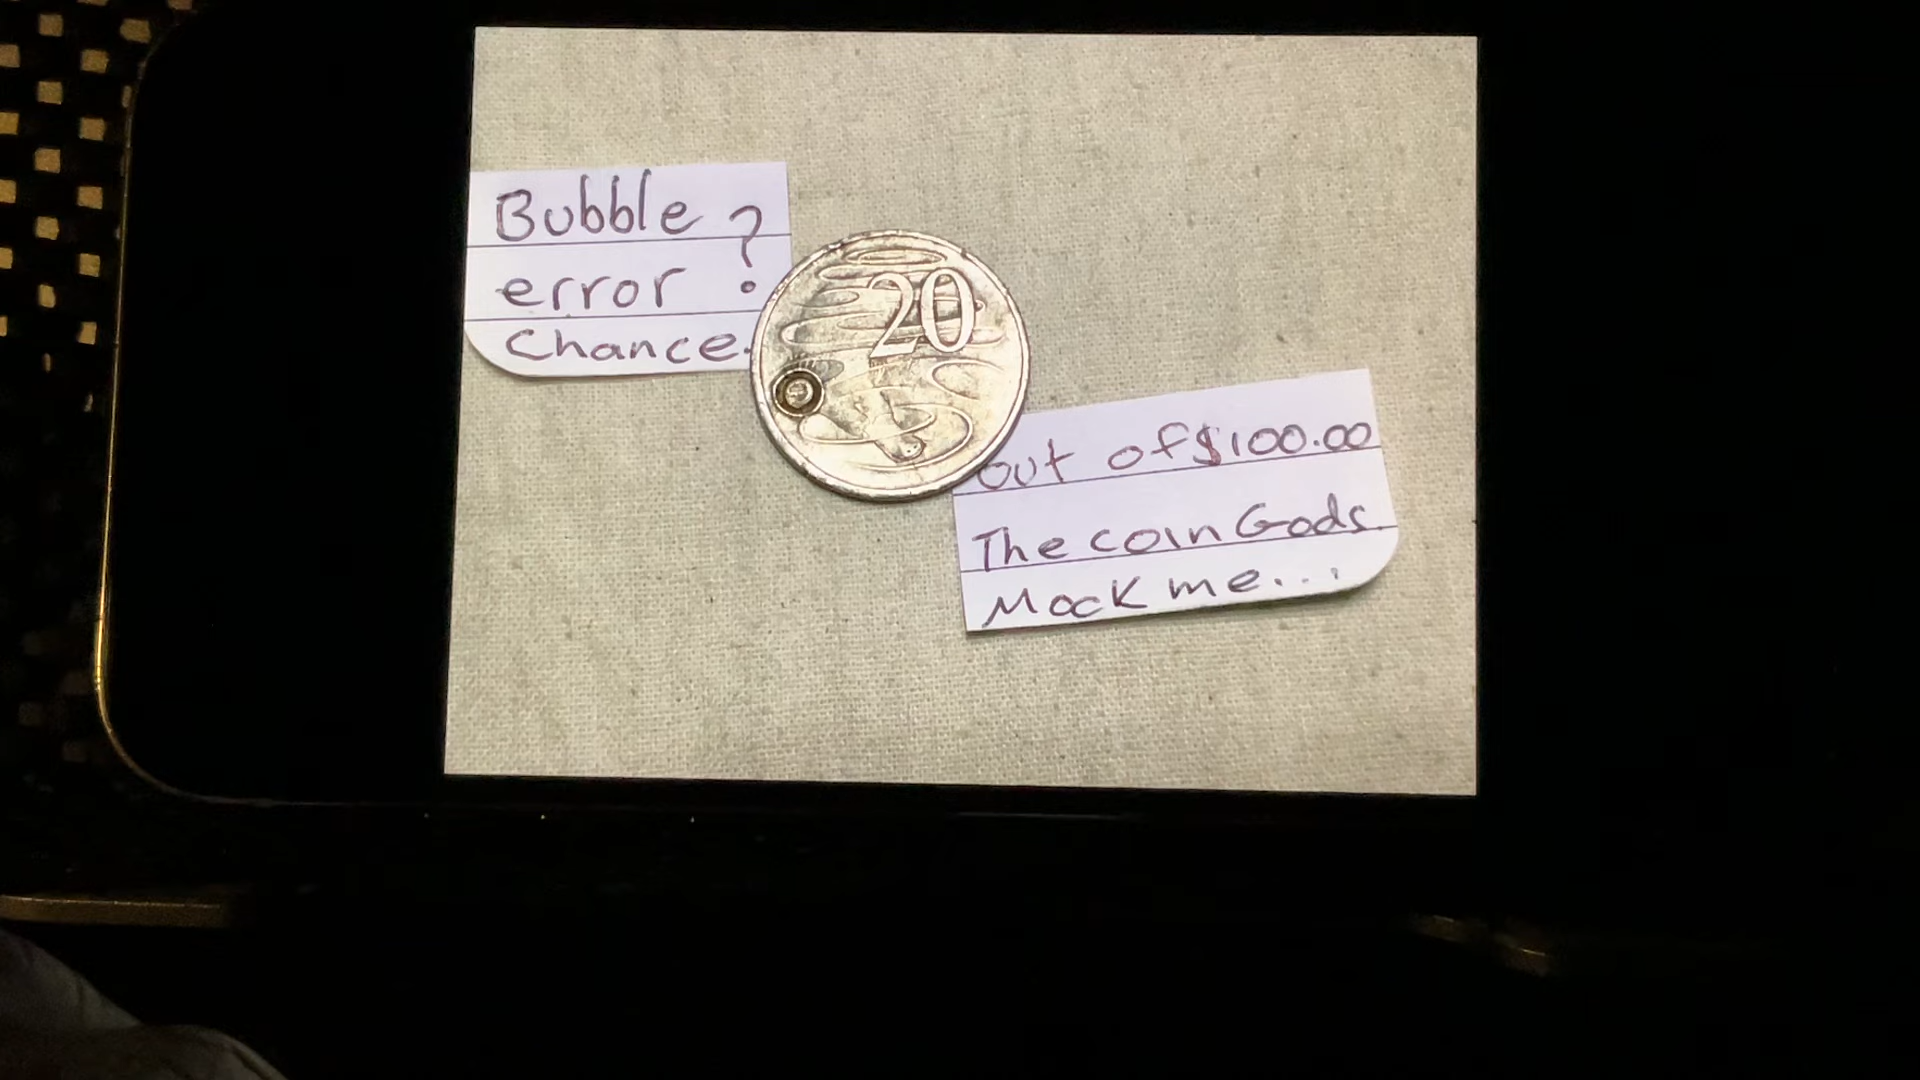 Bubble ?
error
Chance.
20
out of $100.00
The coin Gods
Mock me...